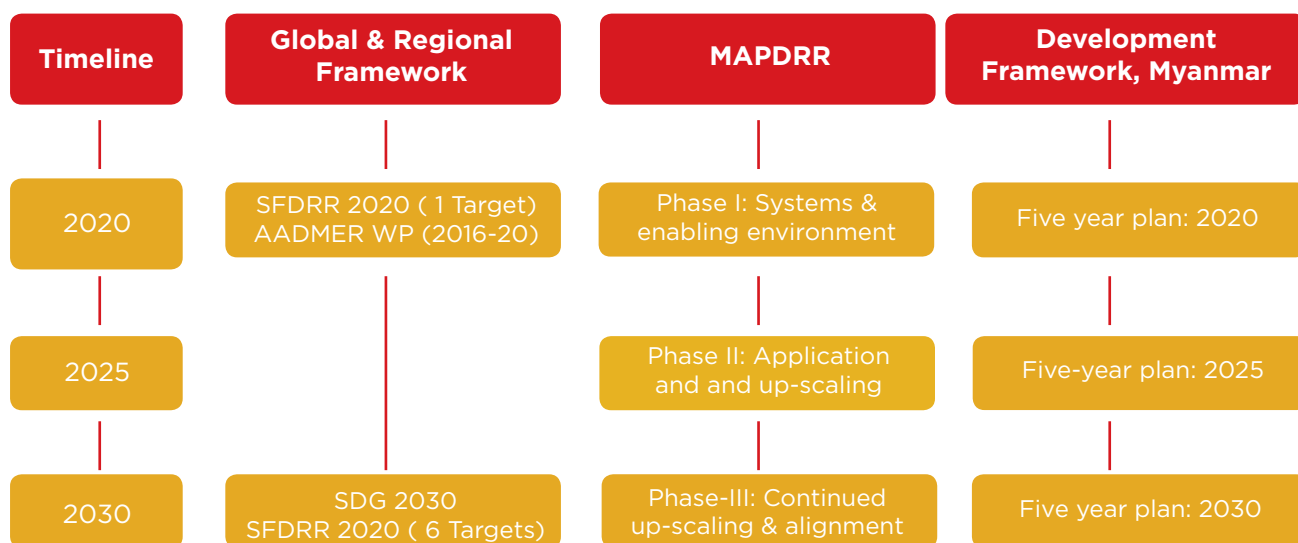 Timeline
Global & Regional
Framework
MAPDRR
Development
Framework, Myanmar
2020
SFDRR 2020 ( 1 Target)
AADMER WP (2016-20)
Phase I: Systems &
enabling environment
Five year plan: 2020
2025
Phase II: Application
and and up-scaling
Five-year plan: 2025
2030
SDG 2030
SFDRR 2020 ( 6 Targets)
Phase-III: Continued
up-scaling & alignment
Five year plan: 2030